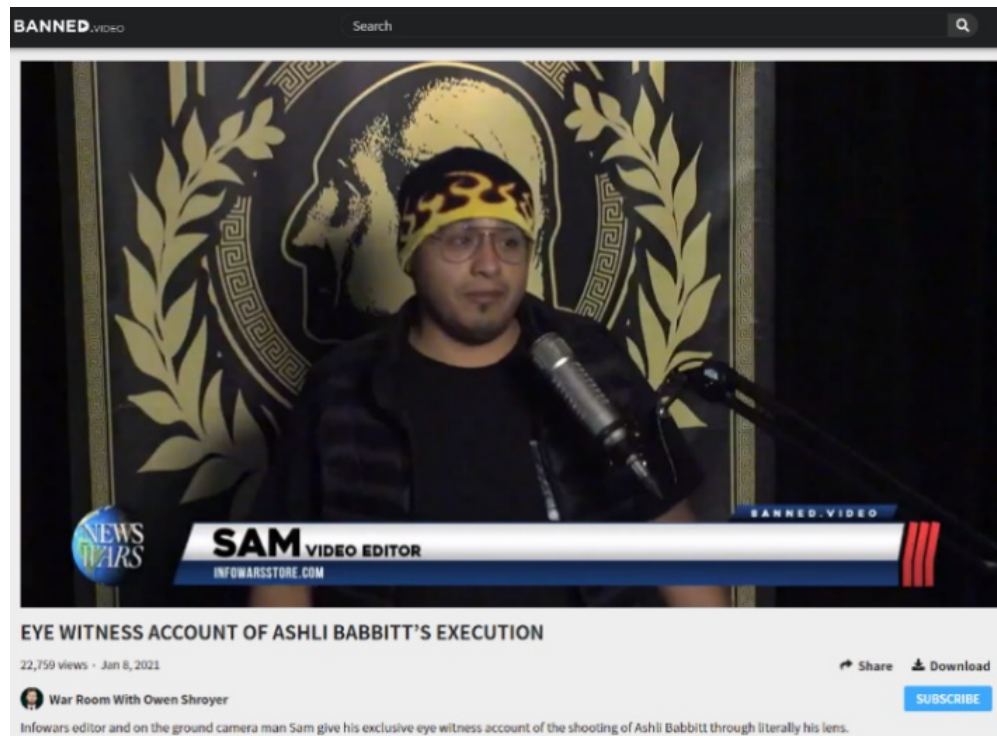 BANNED.VIDEO
Search
BANNED.VIDEO
NEWS
WARS
SAM VIDEO EDITOR
INFOWARSSTORE.COM
EYE WITNESS ACCOUNT OF ASHLI BABBITT'S EXECUTION
22,759 views - Jan 8, 2021
Share Download
War Room With Owen Shroyer
SUBSCRIBE
Infowars editor and on the ground camera man Sam give his exclusive eye witness account of the shooting of Ashli Babbitt through literally his lens.